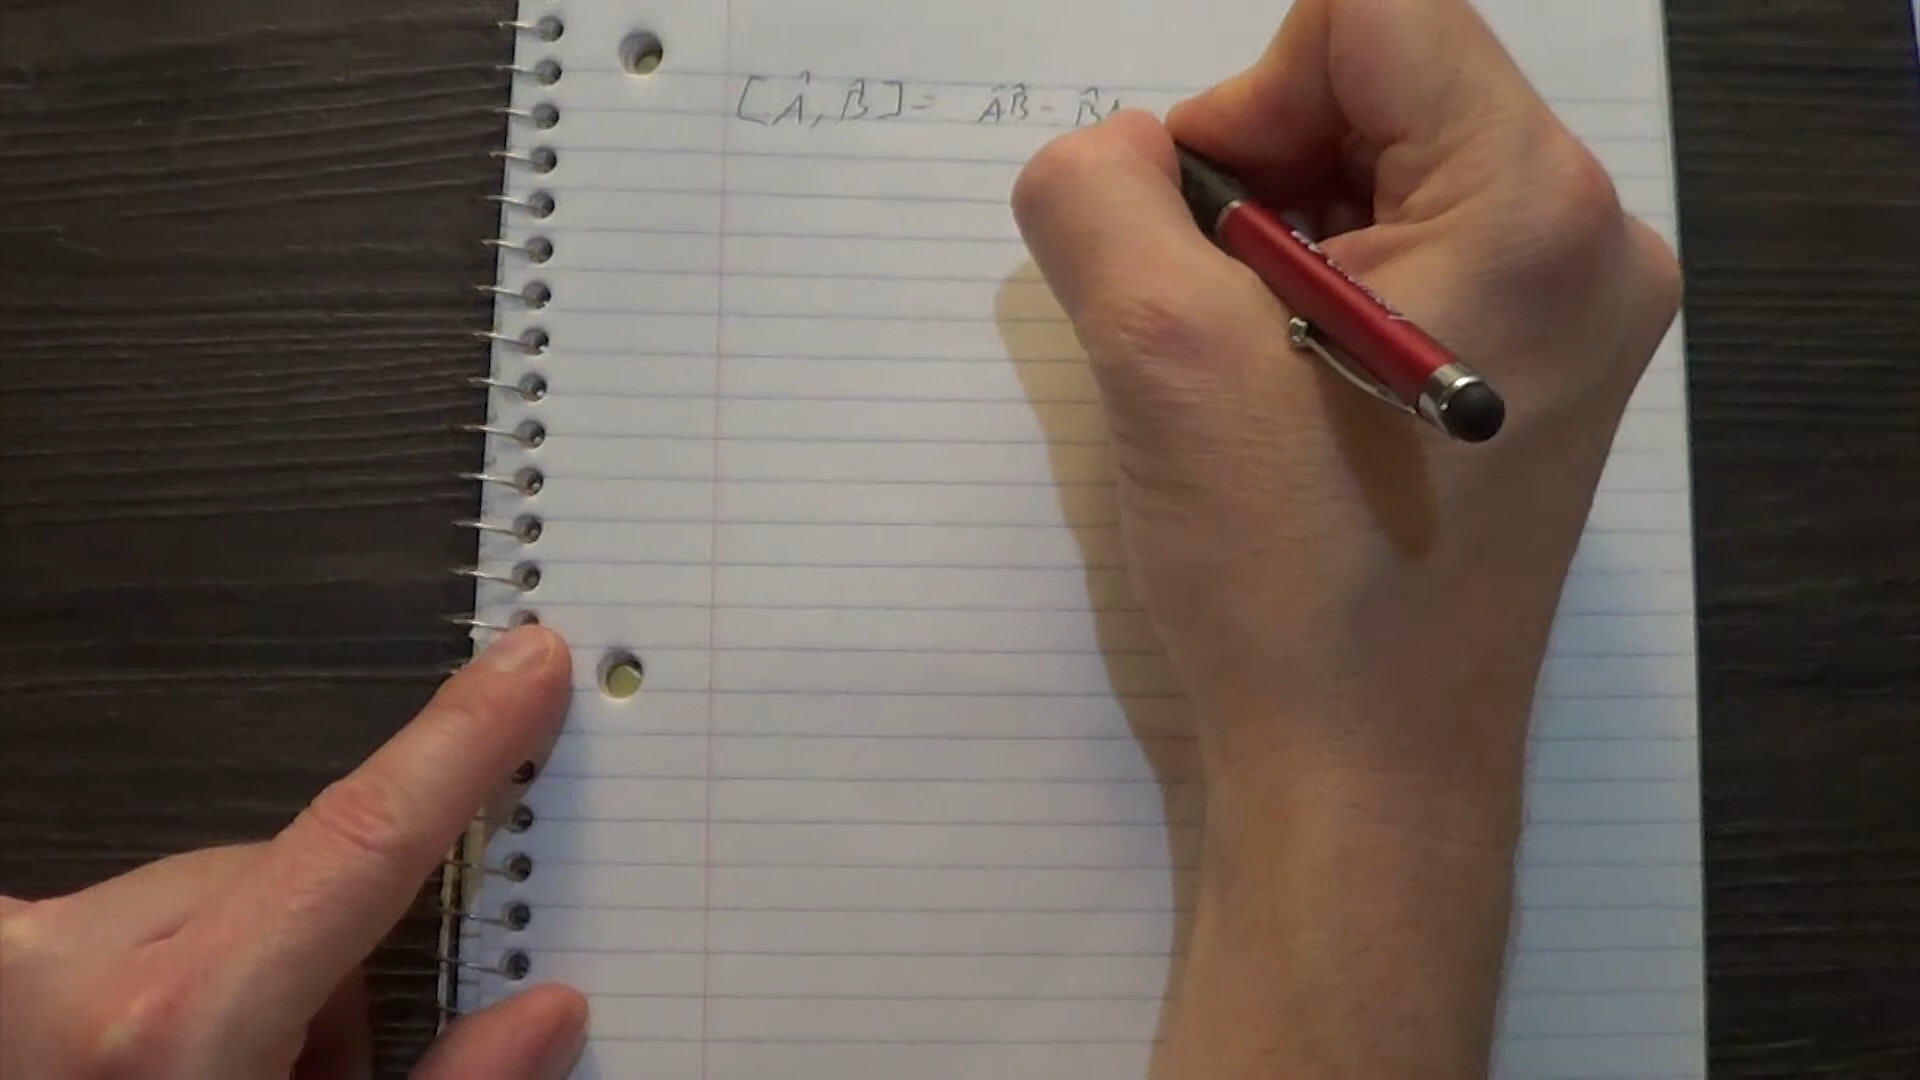 [Â, B̂] = ÂB̂ - B̂A